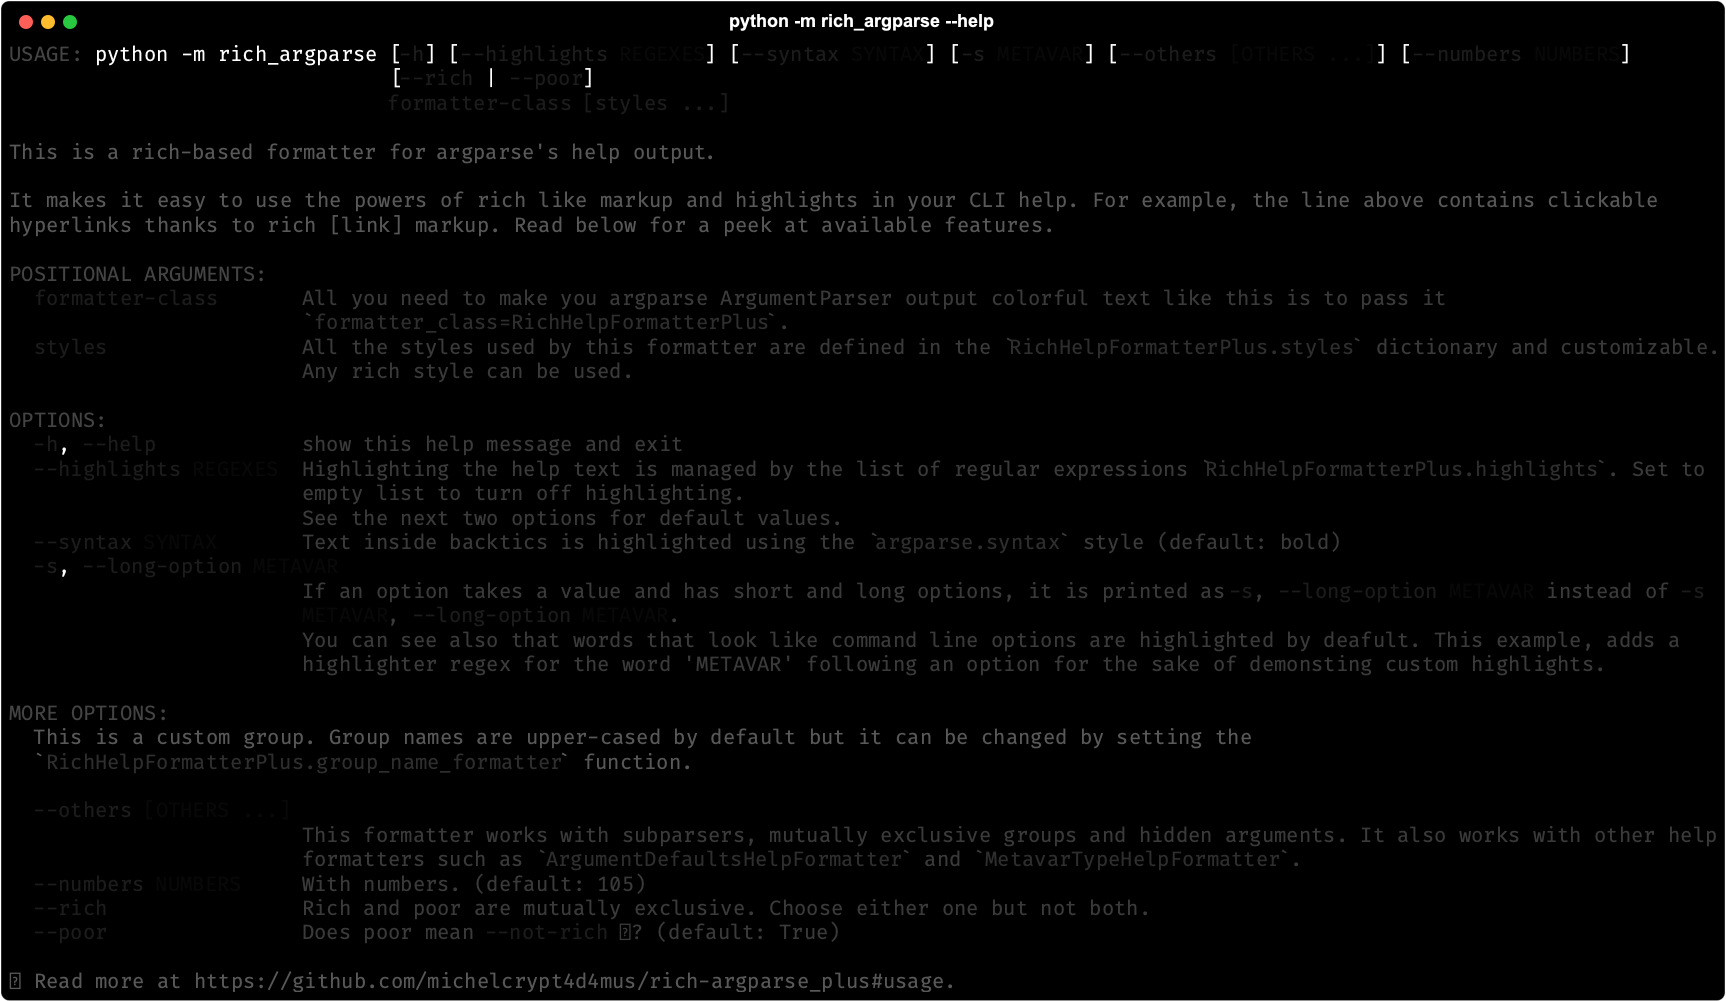 python -m rich_argparse --help
USAGE: python -m rich_argparse [-h] [--highlights REGEXES] [--syntax SYNTAX] [-s METAVAR] [--others [OTHERS ...]] [--numbers NUMBERS]
[--rich | --poor]
formatter-class [styles ...]
This is a rich-based formatter for argparse's help output.
It makes it easy to use the powers of rich like markup and highlights in your CLI help. For example, the line above contains clickable
hyperlinks thanks to rich [link] markup. Read below for a peek at available features.
POSITIONAL ARGUMENTS:
formatter-class All you need to make you argparse ArgumentParser output colorful text like this is to pass it
`formatter_class=RichHelpFormatterPlus`.
styles All the styles used by this formatter are defined in the `RichHelpFormatterPlus.styles` dictionary and customizable.
Any rich style can be used.
OPTIONS:
-h, --help show this help message and exit
--highlights REGEXES Highlighting the help text is managed by the list of regular expressions `RichHelpFormatterPlus.highlights`. Set to
empty list to turn off highlighting.
See the next two options for default values.
--syntax SYNTAX Text inside backtics is highlighted using the `argparse.syntax` style (default: bold)
-s, --long-option METAVAR
If an option takes a value and has short and long options, it is printed as -s, --long-option METAVAR instead of -s
METAVAR, --long-option METAVAR.
You can see also that words that look like command line options are highlighted by deafult. This example, adds a
highlighter regex for the word 'METAVAR' following an option for the sake of demonsting custom highlights.
MORE OPTIONS:
This is a custom group. Group names are upper-cased by default but it can be changed by setting the
`RichHelpFormatterPlus.group_name_formatter` function.
--others [OTHERS ...]
This formatter works with subparsers, mutually exclusive groups and hidden arguments. It also works with other help
formatters such as `ArgumentDefaultsHelpFormatter` and `MetavarTypeHelpFormatter`.
--numbers NUMBERS With numbers. (default: 105)
--rich Rich and poor are mutually exclusive. Choose either one but not both.
--poor Does poor mean --not-rich ? (default: True)
Read more at https://github.com/michelcrypt4d4mus/rich-argparse_plus#usage.